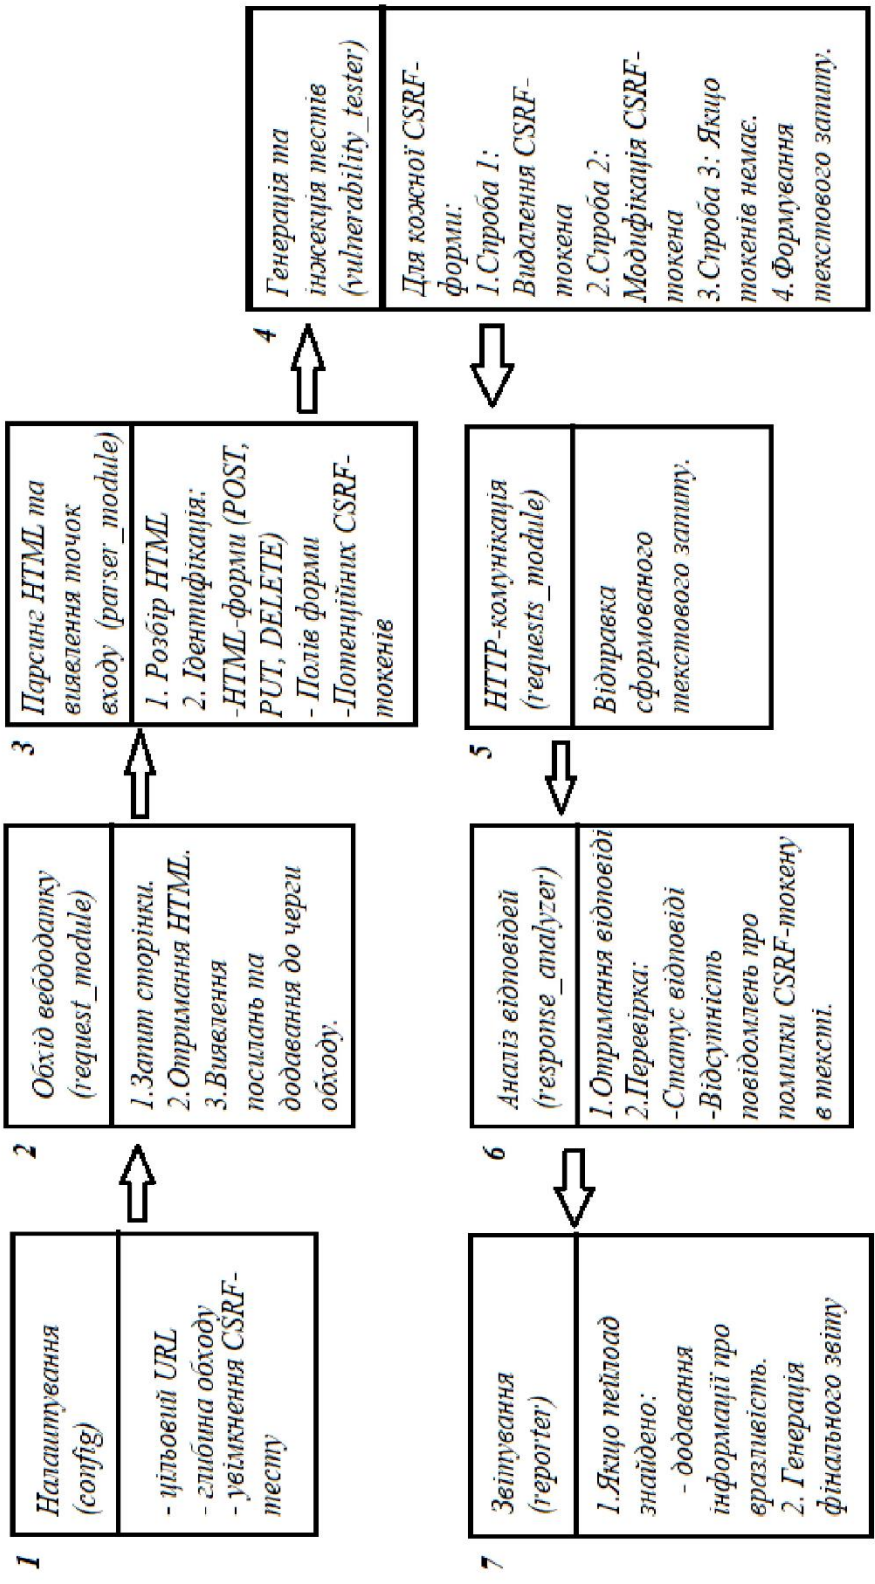 1
Налаштування
(config)
- цільовий URL
- глибина обходу
- увімкнення CSRF-
тесту
2
Обхід вебдодатку
(request_module)
1.Запит сторінки.
2.Отримання HTML.
3.Виявлення
посилань та
додавання до черги
обходу.
3
Парсинг HTML та
виявлення точок
входу (parser_module)
1. Розбір HTML
2. Ідентифікація:
-HTML-форми (POST,
PUT, DELETE)
- Полів форми
-Потенційних CSRF-
токенів
4
Генерація та
інжекція тестів
(vulnerability_tester)
Для кожної CSRF-
форми:
1.Спроба 1:
Видалення CSRF-
токена
2.Спроба 2:
Модифікація CSRF-
токена
3.Спроба 3: Якщо
токенів немає.
4.Формування
текстового запиту.
5
HTTP-комунікація
(requests_module)
Відправка
сформованого
текстового запиту.
6
Аналіз відповідей
(response_analyzer)
1.Отримання відповіді
2.Перевірка:
-Статус відповіді
-Відсутність
повідомлень про
помилки CSRF-токену
в тексті.
7
Звітування
(reporter)
1.Якщо пейлоад
знайдено:
- додавання
інформації про
вразливість.
2. Генерація
фінального звіту